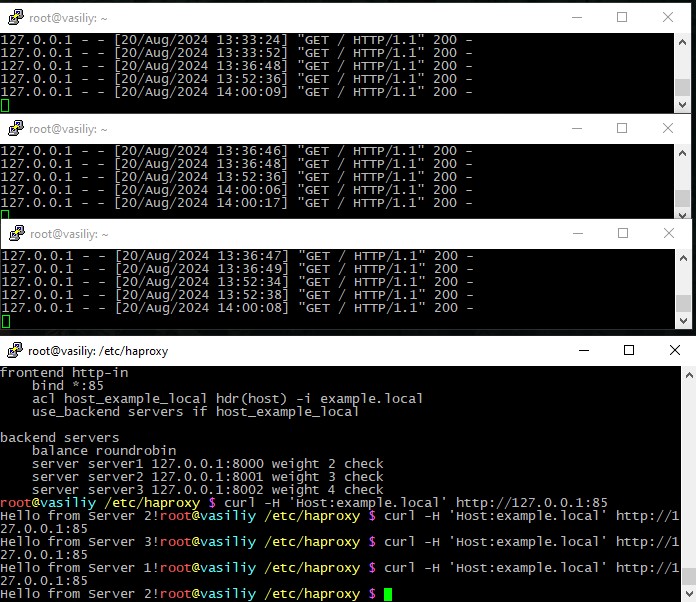 root@vasiliy: ~
127.0.0.1 - - [20/Aug/2024 13:33:24] "GET / HTTP/1.1" 200 -
127.0.0.1 - - [20/Aug/2024 13:33:52] "GET / HTTP/1.1" 200 -
127.0.0.1 - - [20/Aug/2024 13:36:48] "GET / HTTP/1.1" 200 -
127.0.0.1 - - [20/Aug/2024 13:52:36] "GET / HTTP/1.1" 200 -
127.0.0.1 - - [20/Aug/2024 14:00:09] "GET / HTTP/1.1" 200 -
root@vasiliy: ~
127.0.0.1 - - [20/Aug/2024 13:36:46] "GET / HTTP/1.1" 200 -
127.0.0.1 - - [20/Aug/2024 13:36:48] "GET / HTTP/1.1" 200 -
127.0.0.1 - - [20/Aug/2024 13:52:36] "GET / HTTP/1.1" 200 -
127.0.0.1 - - [20/Aug/2024 14:00:06] "GET / HTTP/1.1" 200 -
127.0.0.1 - - [20/Aug/2024 14:00:17] "GET / HTTP/1.1" 200 -
root@vasiliy: ~
127.0.0.1 - - [20/Aug/2024 13:36:47] "GET / HTTP/1.1" 200 -
127.0.0.1 - - [20/Aug/2024 13:36:49] "GET / HTTP/1.1" 200 -
127.0.0.1 - - [20/Aug/2024 13:52:34] "GET / HTTP/1.1" 200 -
127.0.0.1 - - [20/Aug/2024 13:52:38] "GET / HTTP/1.1" 200 -
127.0.0.1 - - [20/Aug/2024 14:00:08] "GET / HTTP/1.1" 200 -
root@vasiliy: /etc/haproxy
frontend http-in
    bind *:85
    acl host_example_local hdr(host) -i example.local
    use_backend servers if host_example_local

backend servers
    balance roundrobin
    server server1 127.0.0.1:8000 weight 2 check
    server server2 127.0.0.1:8001 weight 3 check
    server server3 127.0.0.1:8002 weight 4 check
root@vasiliy /etc/haproxy $ curl -H 'Host:example.local' http://127.0.0.1:85
Hello from Server 2!root@vasiliy /etc/haproxy $ curl -H 'Host:example.local' http://1
27.0.0.1:85
Hello from Server 3!root@vasiliy /etc/haproxy $ curl -H 'Host:example.local' http://1
27.0.0.1:85
Hello from Server 1!root@vasiliy /etc/haproxy $ curl -H 'Host:example.local' http://1
27.0.0.1:85
Hello from Server 2!root@vasiliy /etc/haproxy $